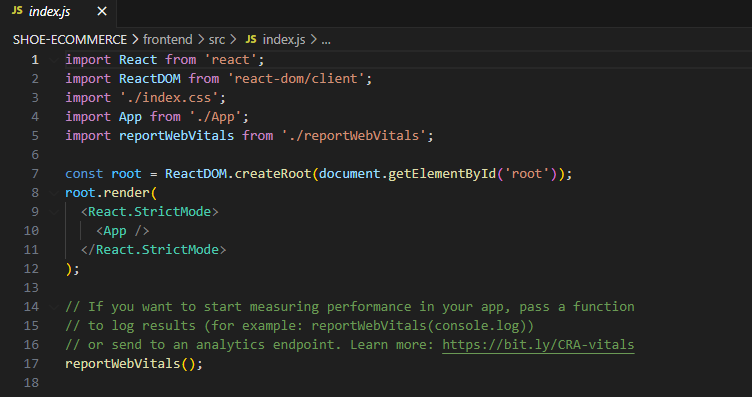 JS index.js ×
SHOE-ECOMMERCE > frontend > src > JS index.js > ...
1 import React from 'react';
2 import ReactDOM from 'react-dom/client';
3 import './index.css';
4 import App from './App';
5 import reportWebVitals from './reportWebVitals';
6
7 const root = ReactDOM.createRoot(document.getElementById('root'));
8 root.render(
9   <React.StrictMode>
10     <App />
11   </React.StrictMode>
12 );
13
14 // If you want to start measuring performance in your app, pass a function
15 // to log results (for example: reportWebVitals(console.log))
16 // or send to an analytics endpoint. Learn more: https://bit.ly/CRA-vitals
17 reportWebVitals();
18